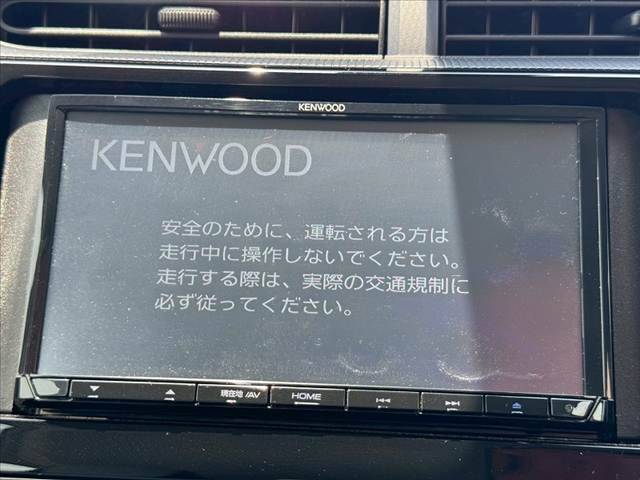 KENWOOD
KENWOOD
安全のために、運転される方は
走行中に操作しないでください。
走行する際は、実際の交通規制に
必ず従ってください。
現在地/AV HOME